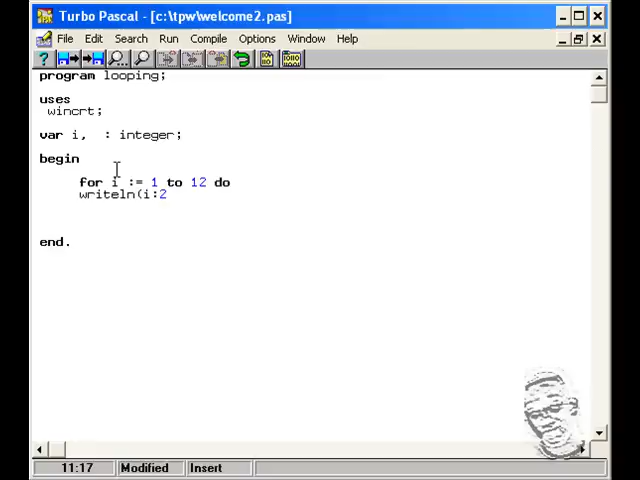 Turbo Pascal - [c:\tpw\welcome2.pas]
File Edit Search Run Compile Options Window Help
program looping;
uses
wincrt;
var i,  : integer;
begin
for i := 1 to 12 do
writeln(i:2
end.
11:17 Modified Insert